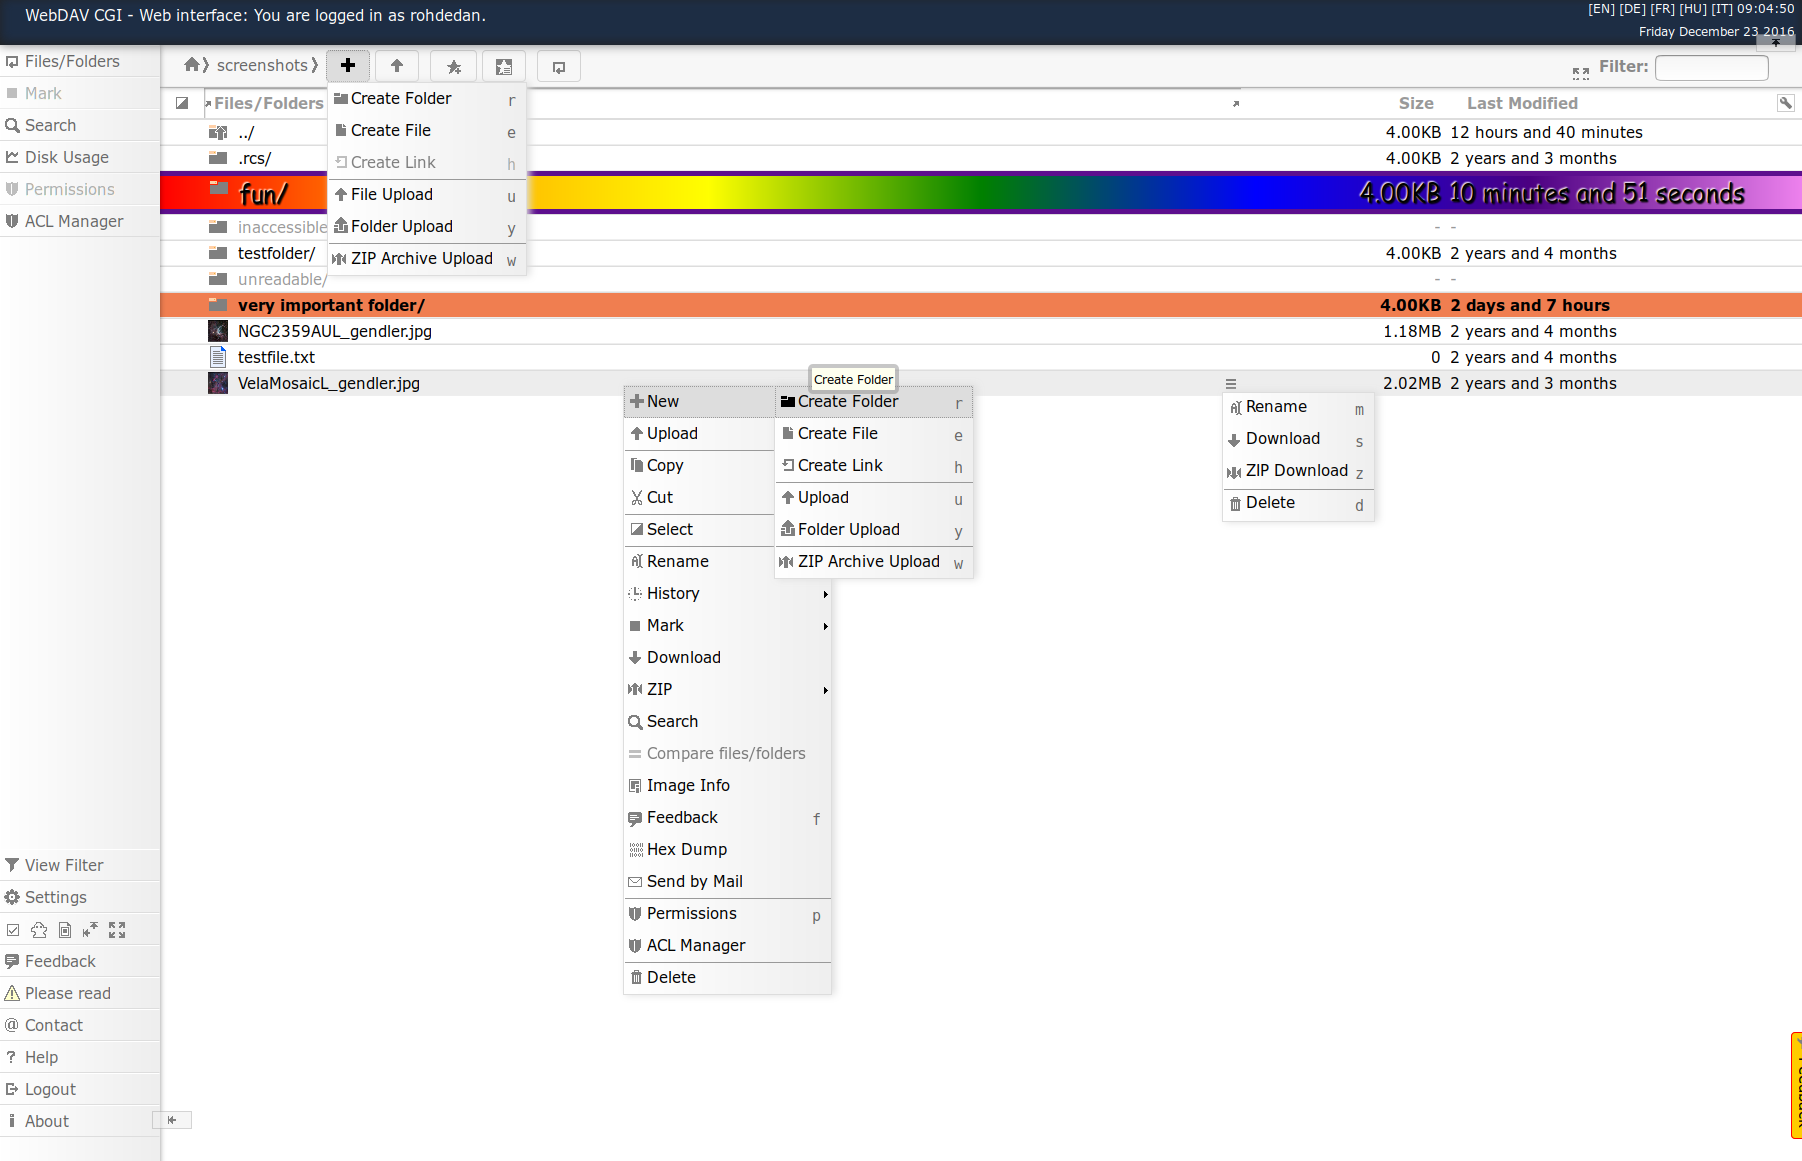 WebDAV CGI - Web interface: You are logged in as rohdedan.
[EN] [DE] [FR] [HU] [IT] 09:04:50
Friday December 23 2016
Files/Folders
Mark
Search
Disk Usage
Permissions
ACL Manager
screenshots
Filter:
Files/Folders
Size
Last Modified
../ 4.00KB 12 hours and 40 minutes
.rcs/ 4.00KB 2 years and 3 months
fun/ 4.00KB 10 minutes and 51 seconds
inaccessible - -
testfolder/ 4.00KB 2 years and 4 months
unreadable/ - -
very important folder/ 4.00KB 2 days and 7 hours
NGC2359AUL_gendler.jpg 1.18MB 2 years and 4 months
testfile.txt 0 2 years and 4 months
VelaMosaicL_gendler.jpg 2.02MB 2 years and 3 months
Create Folder r
Create File e
Create Link h
File Upload u
Folder Upload y
ZIP Archive Upload w
Create Folder
New
Upload
Copy
Cut
Select
Rename
History
Mark
Download
ZIP
Search
Compare files/folders
Image Info
Feedback f
Hex Dump
Send by Mail
Permissions p
ACL Manager
Delete
Create Folder r
Create File e
Create Link h
Upload u
Folder Upload y
ZIP Archive Upload w
Rename m
Download s
ZIP Download z
Delete d
View Filter
Settings
Feedback
Please read
Contact
Help
Logout
About